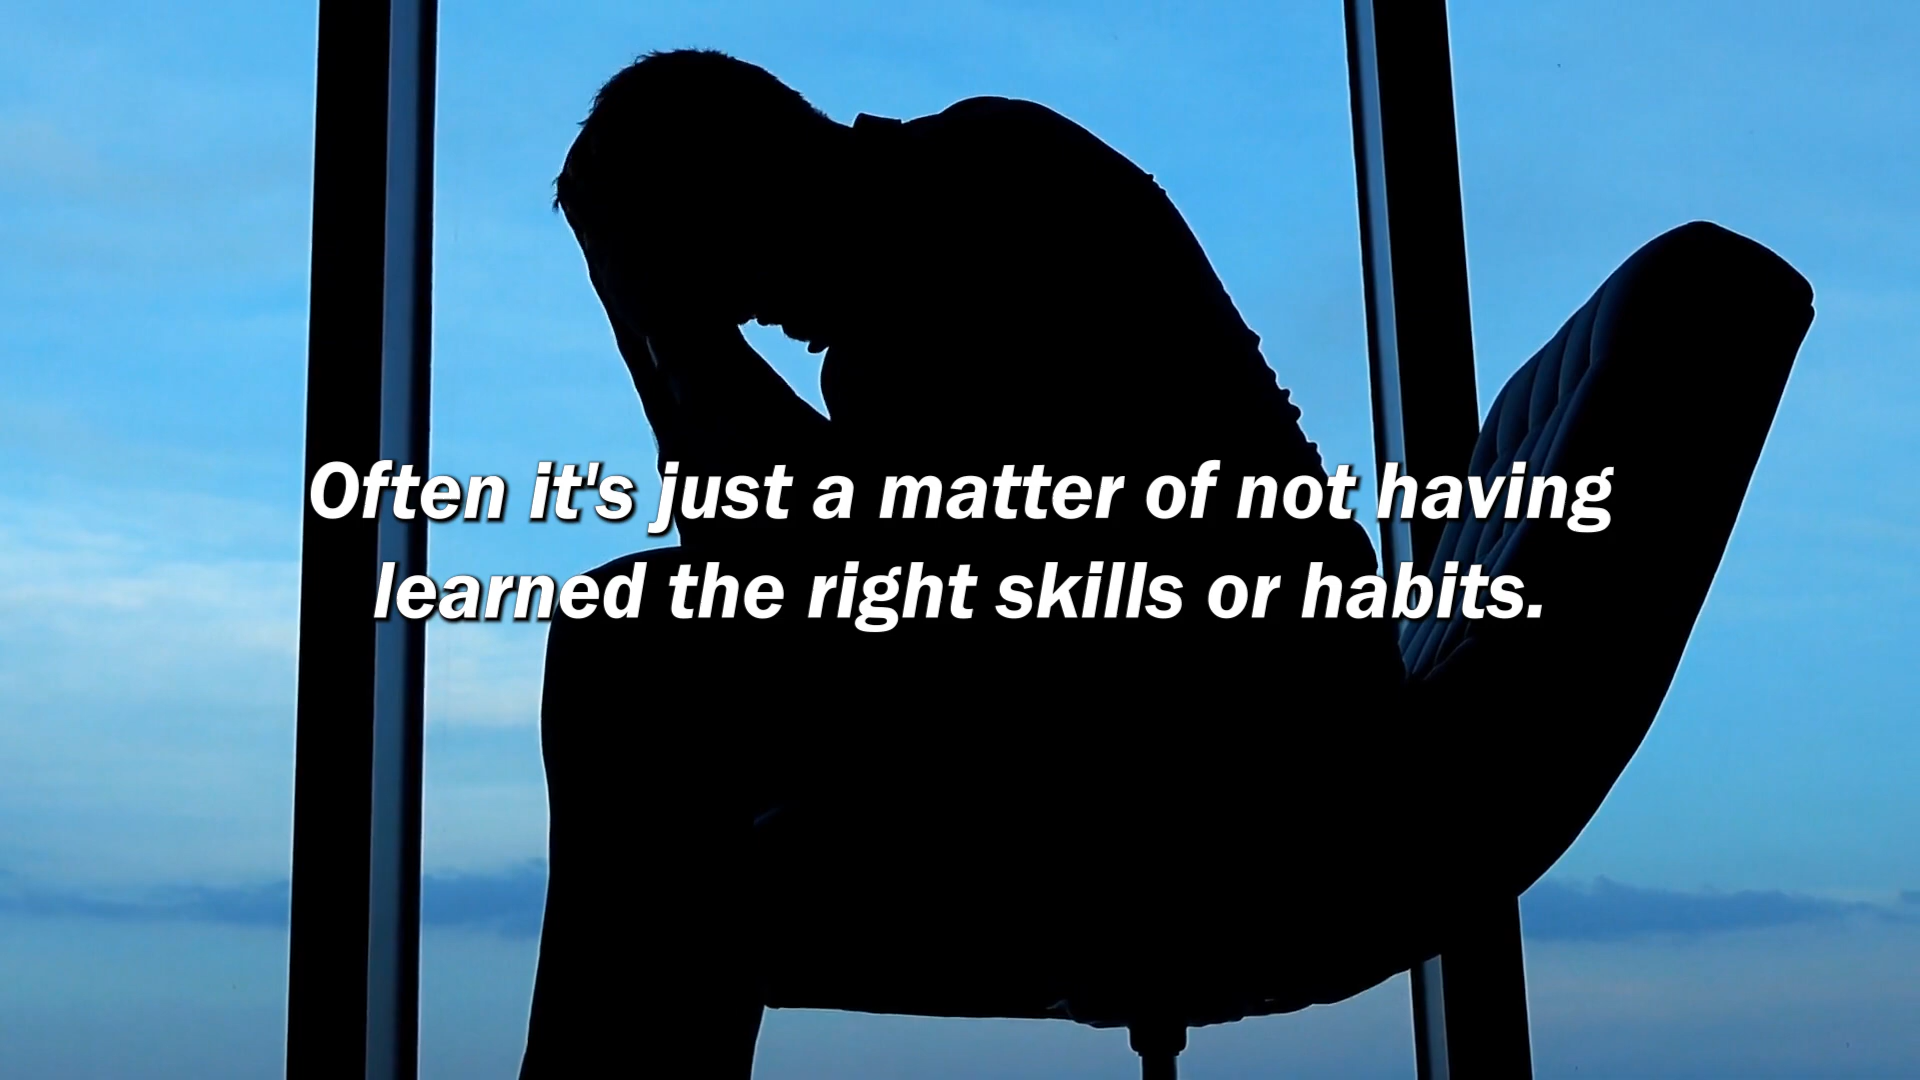 Often it's just a matter of not having
learned the right skills or habits.